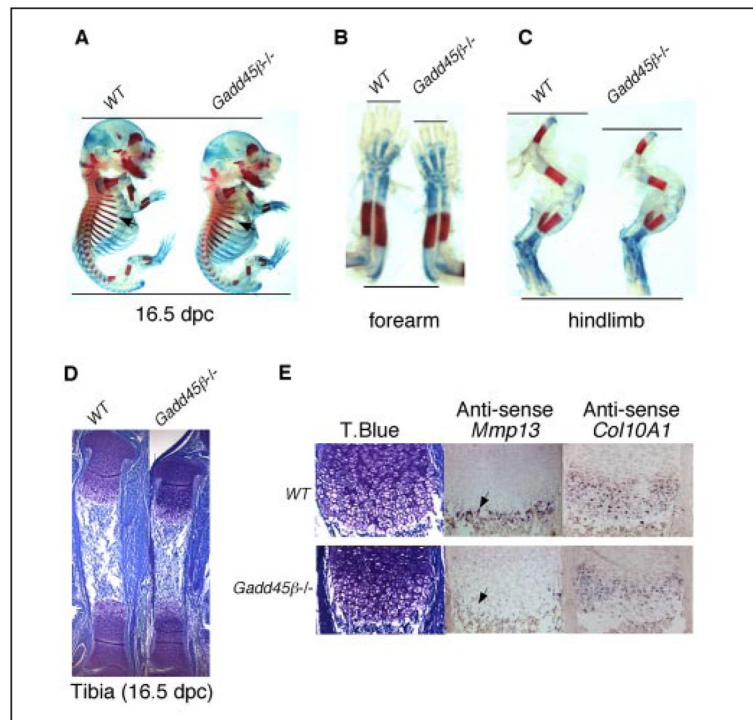 A
B
C
WT
Gadd45β-/-
WT
Gadd45β-/-
WT
Gadd45β-/-
16.5 dpc
forearm
hindlimb
D
E
WT
Gadd45β-/-
T.Blue
Anti-sense
Mmp13
Anti-sense
Col10A1
WT
Gadd45β-/-
Tibia (16.5 dpc)